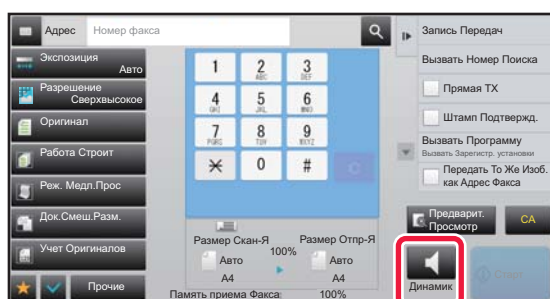 Адрес
Номер факса
Экспозиция
Авто
Разрешение
Сверхвысокое
Оригинал
Работа Строит
Реж. Медл.Прос
Док.Смеш.Разм.
Учет Оригиналов
Прочие
1
2
ABC
3
DEF
4
GHI
5
JKL
6
MNO
7
PQRS
8
TUV
9
WXYZ
0
#
C
Размер Скан-Я
100%
Размер Отпр-Я
Авто
A4
Авто
A4
Память приема Факса:
100%
Запись Передач
Вызвать Номер Поиска
Прямая TX
Штамп Подтвержд.
Вызвать Программу
Вызвать Зарегистр. установки
Передать То Же Изоб.
как Адрес Факса
Предварит.
Просмотр
CA
Динамик
Старт